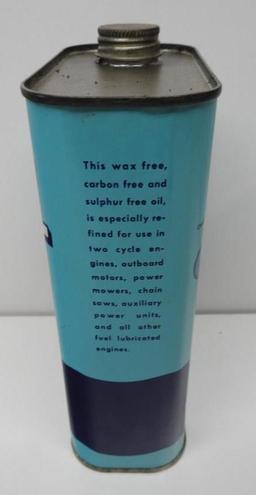 This wax free,
carbon free and
sulphur free oil,
is especially re-
fined for use in
two cycle en-
gines, outboard
motors, power
mowers, chain
saws, auxiliary
power units,
and all other
fuel lubricated
engines.